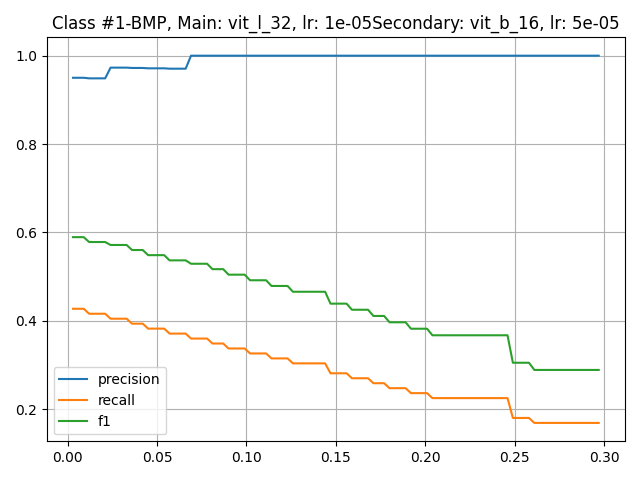 Class #1-BMP, Main: vit_l_32, lr: 1e-05Secondary: vit_b_16, lr: 5e-05
1.0
0.8
0.6
0.4
0.2
precision
recall
f1
0.00 0.05 0.10 0.15 0.20 0.25 0.30